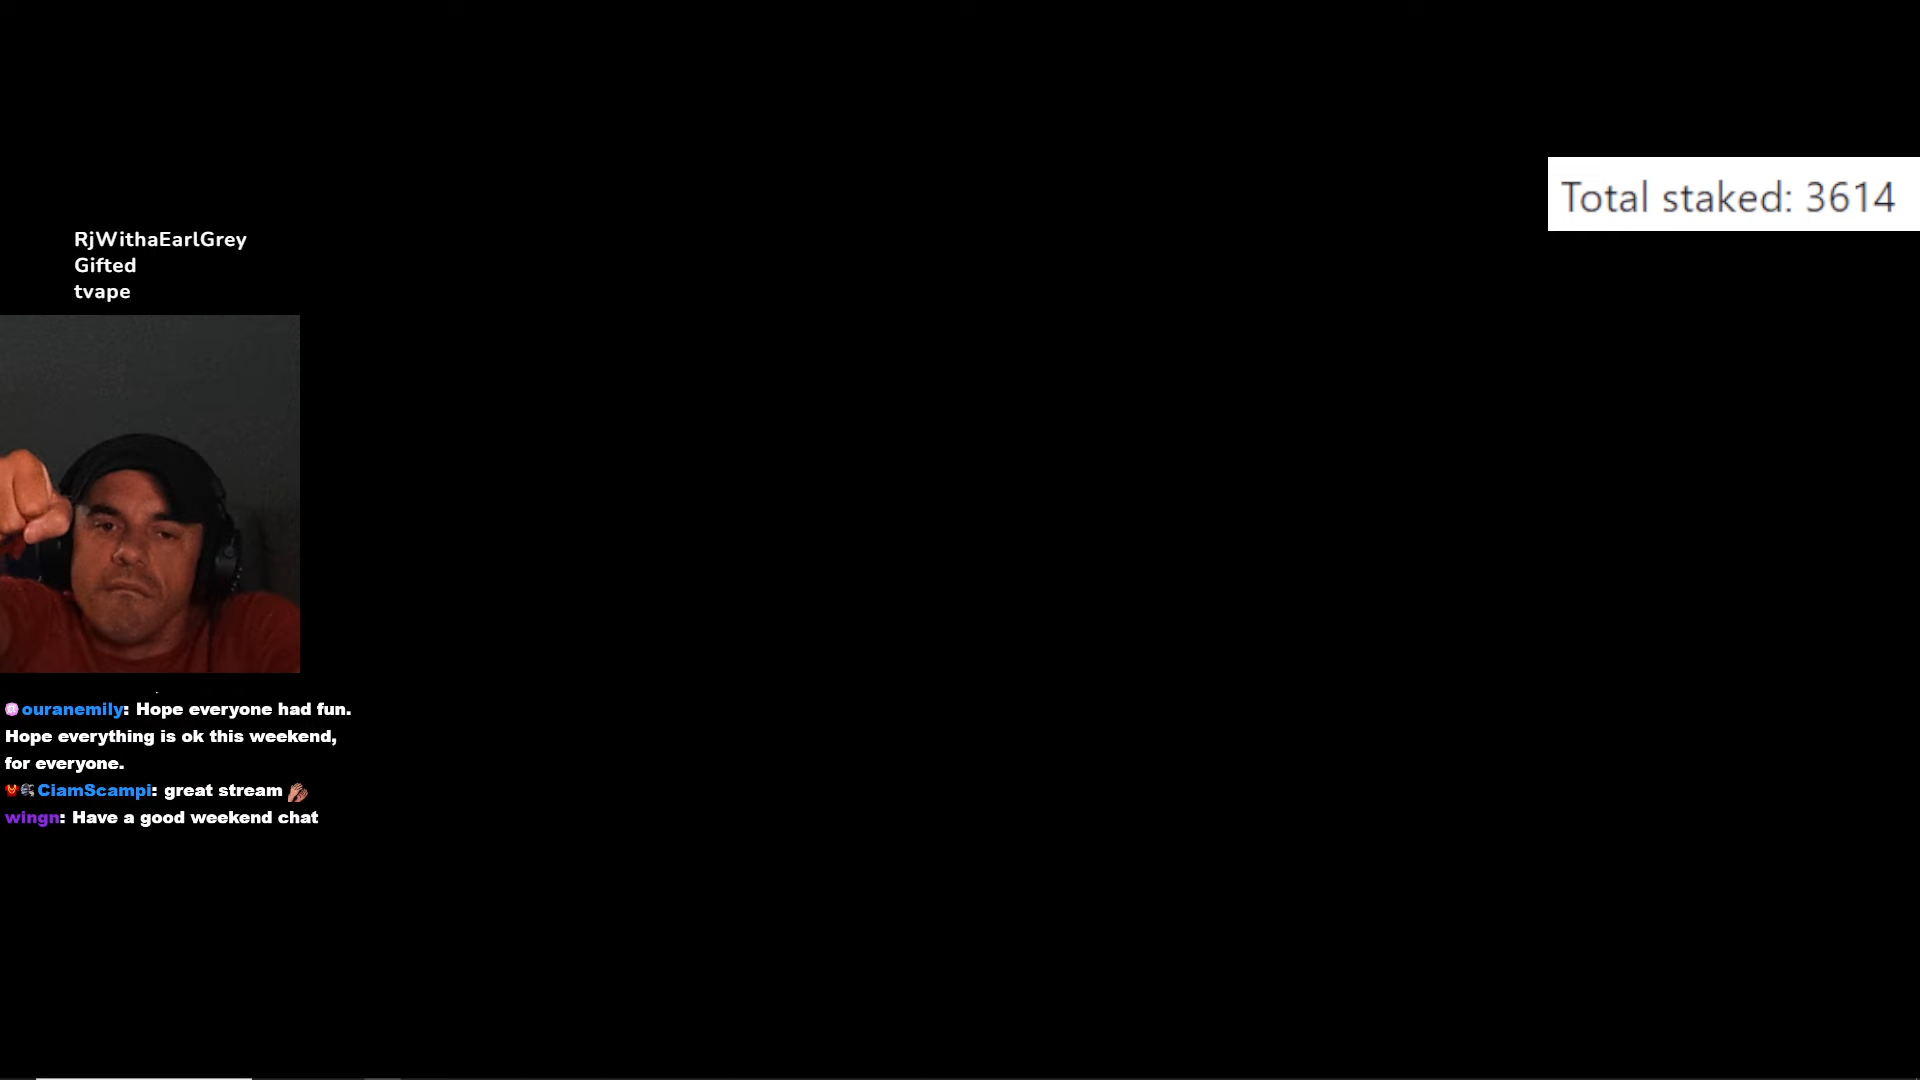 Total staked: 3614
RjWithaEarlGrey
Gifted
tvape
ouranemily: Hope everyone had fun.
Hope everything is ok this weekend,
for everyone.
CiamScampi: great stream
wingn: Have a good weekend chat